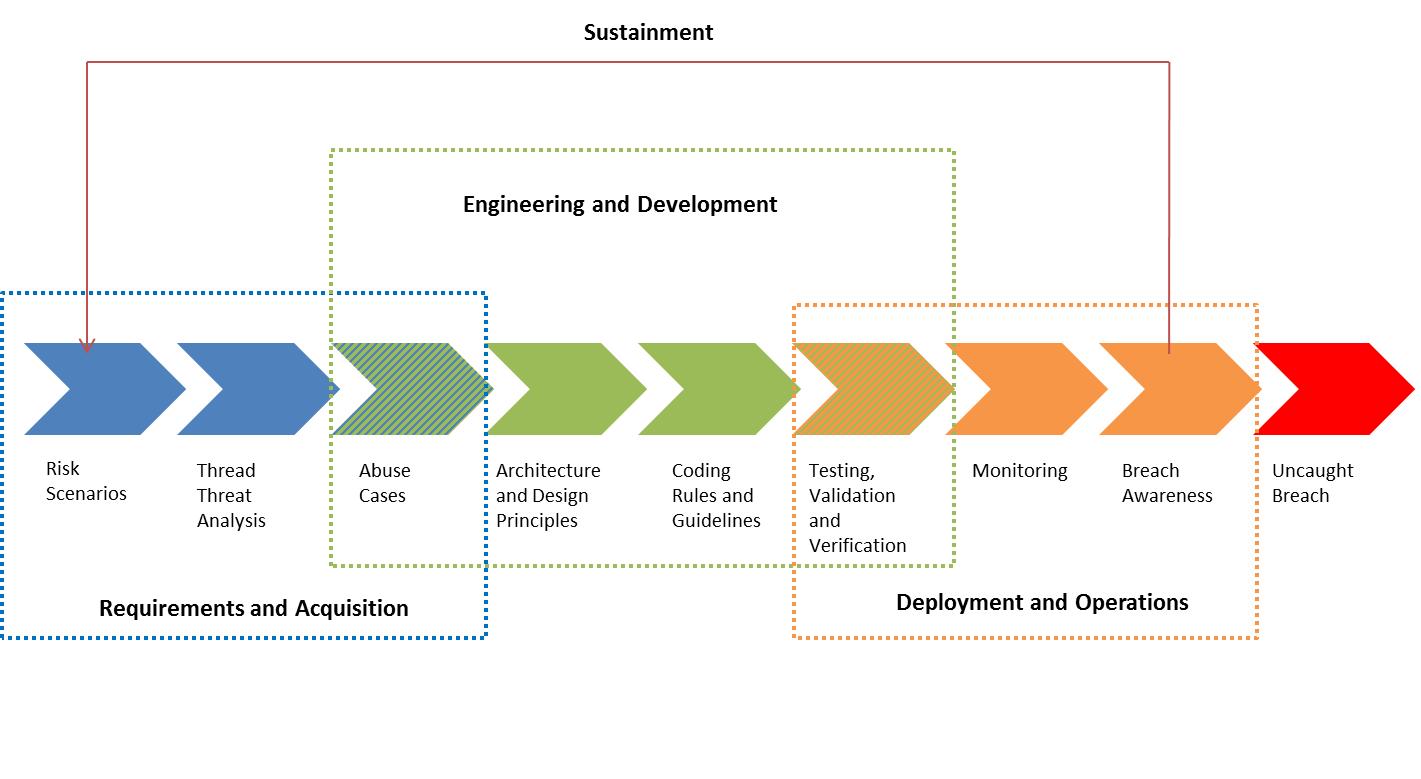 Sustainment
Engineering and Development
Risk
Scenarios
Thread
Threat
Analysis
Abuse
Cases
Architecture
and Design
Principles
Coding
Rules and
Guidelines
Testing,
Validation
and
Verification
Monitoring
Breach
Awareness
Uncaught
Breach
Requirements and Acquisition
Deployment and Operations